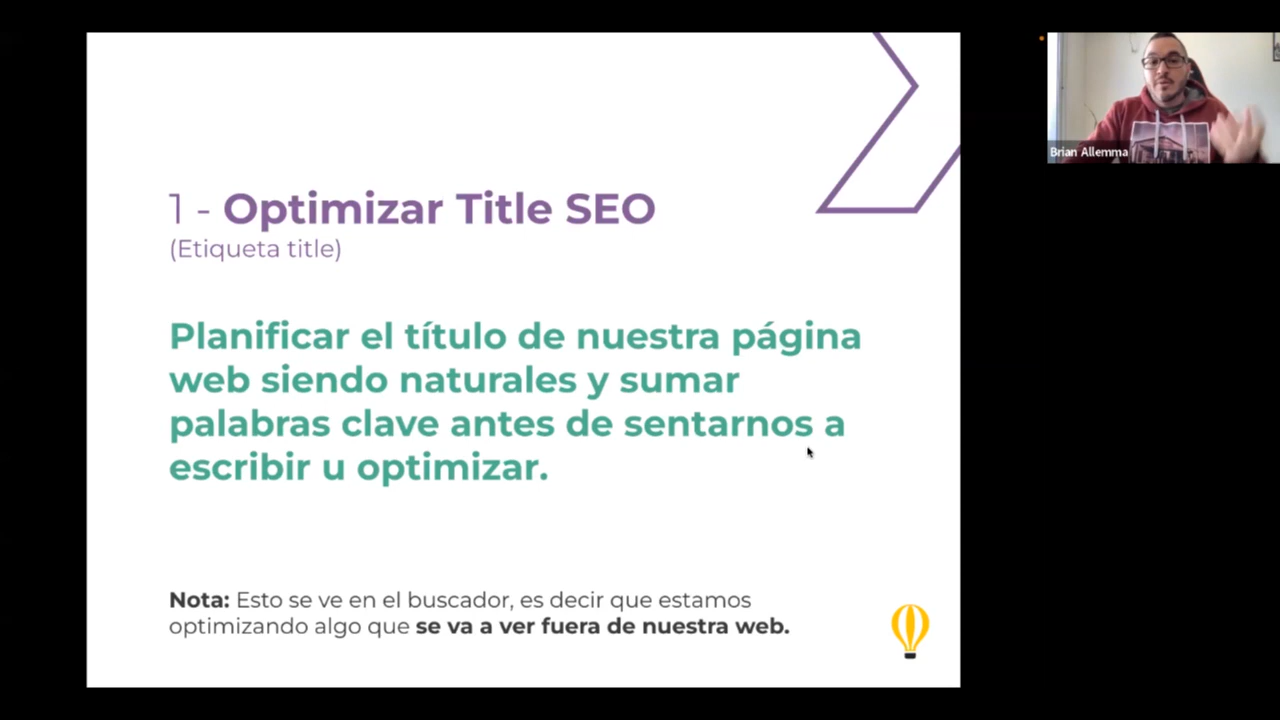 1 - Optimizar Title SEO
(Etiqueta title)
Planificar el título de nuestra página
web siendo naturales y sumar
palabras clave antes de sentarnos a
escribir u optimizar.
Nota: Esto se ve en el buscador, es decir que estamos
optimizando algo que se va a ver fuera de nuestra web.
Brian Allemma